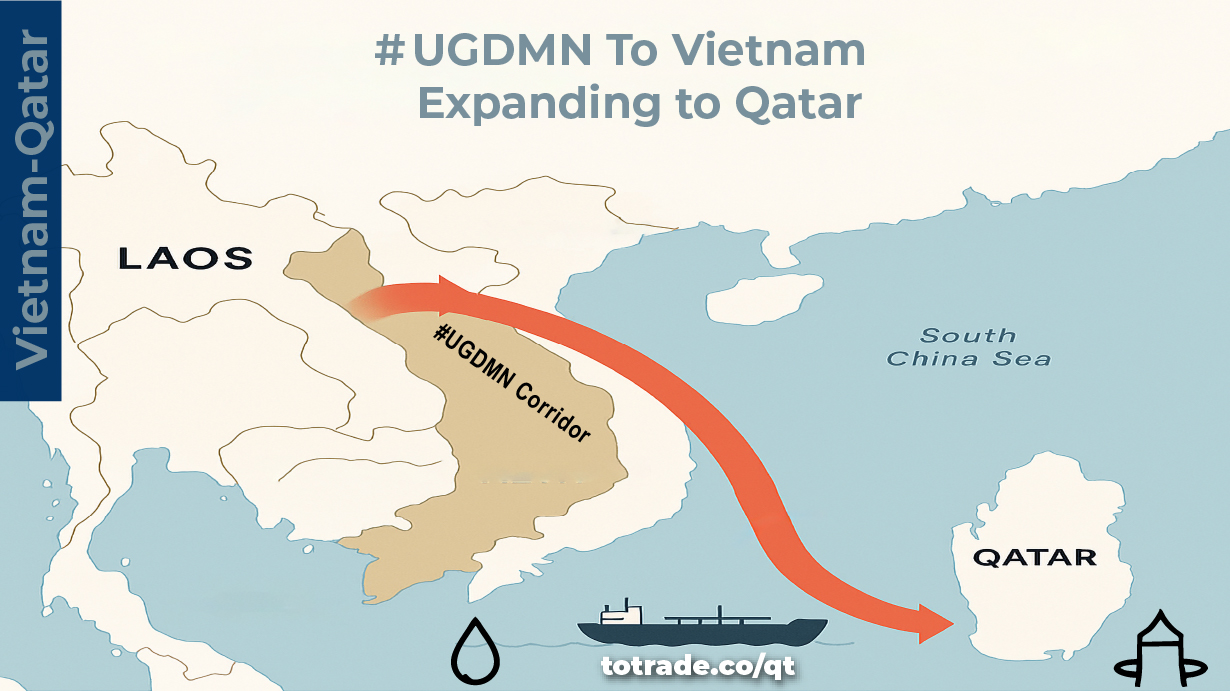 #UGDMN To Vietnam
Expanding to Qatar
Vietnam-Qatar
LAOS
#UGDMN Corridor
South
China Sea
QATAR
totrade.co/qt